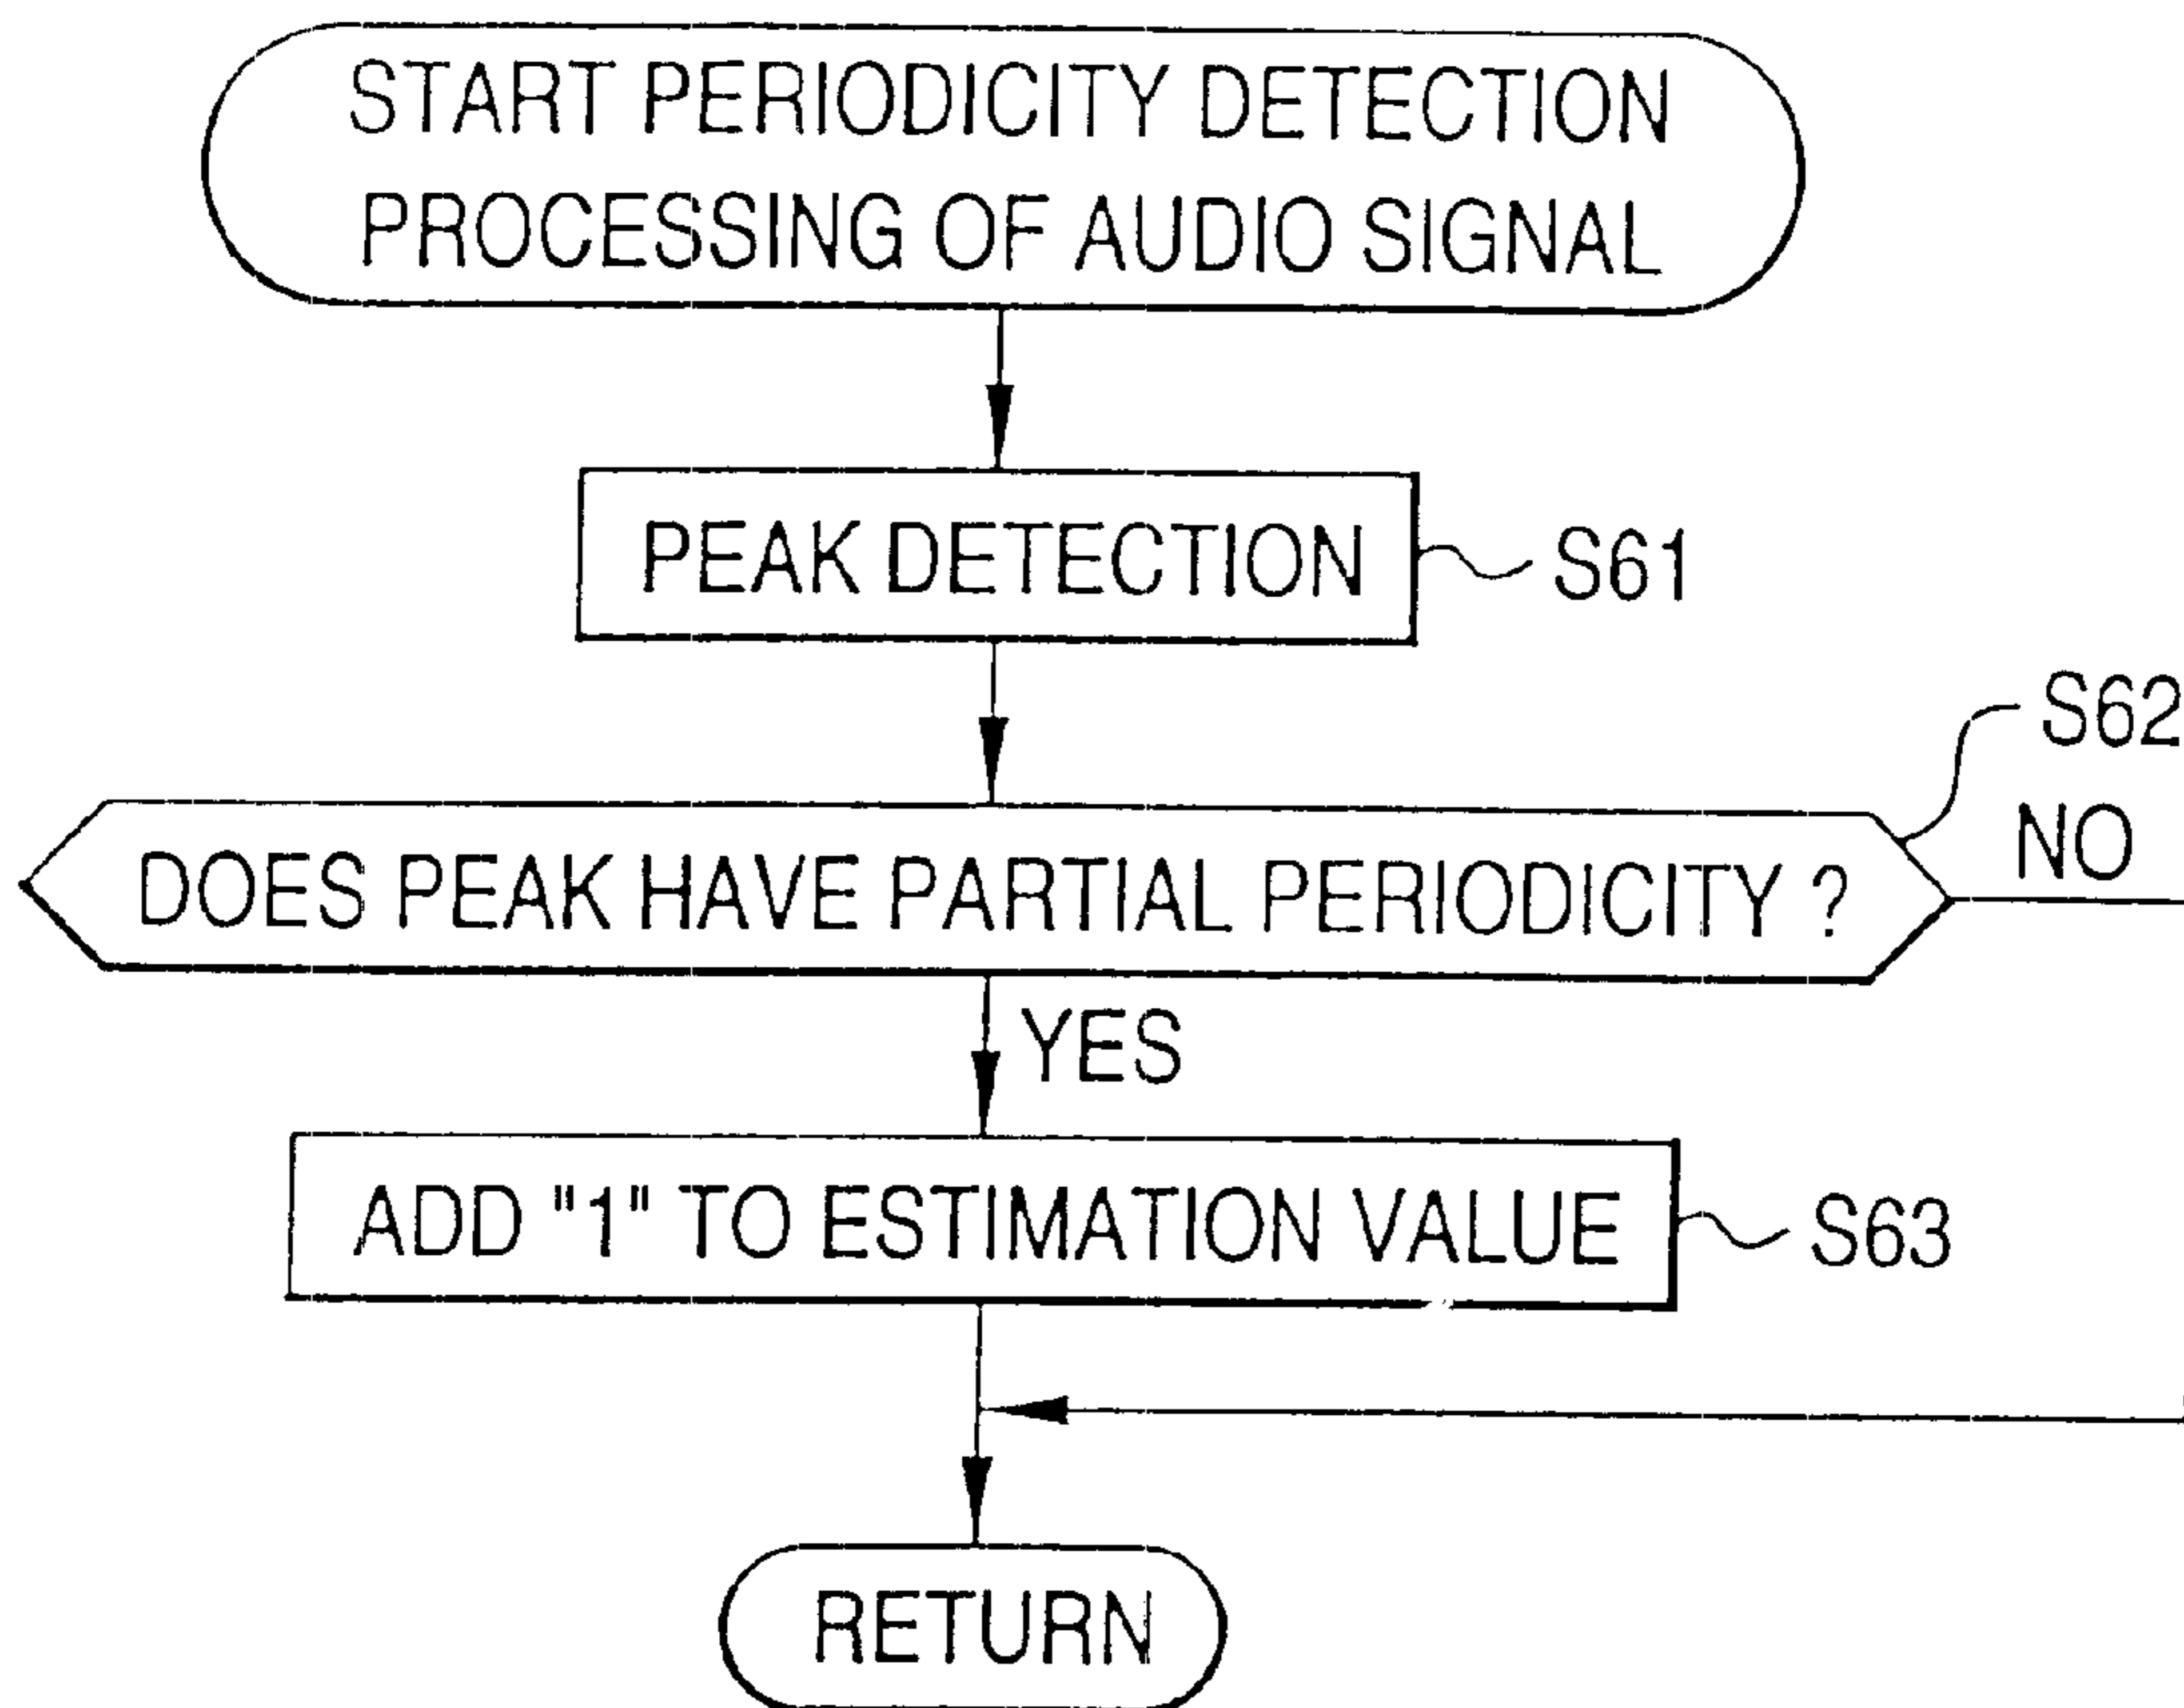 START PERIODICITY DETECTION
PROCESSING OF AUDIO SIGNAL
PEAK DETECTION
S61
S62
NO
DOES PEAK HAVE PARTIAL PERIODICITY ?
YES
ADD "1" TO ESTIMATION VALUE
S63
RETURN